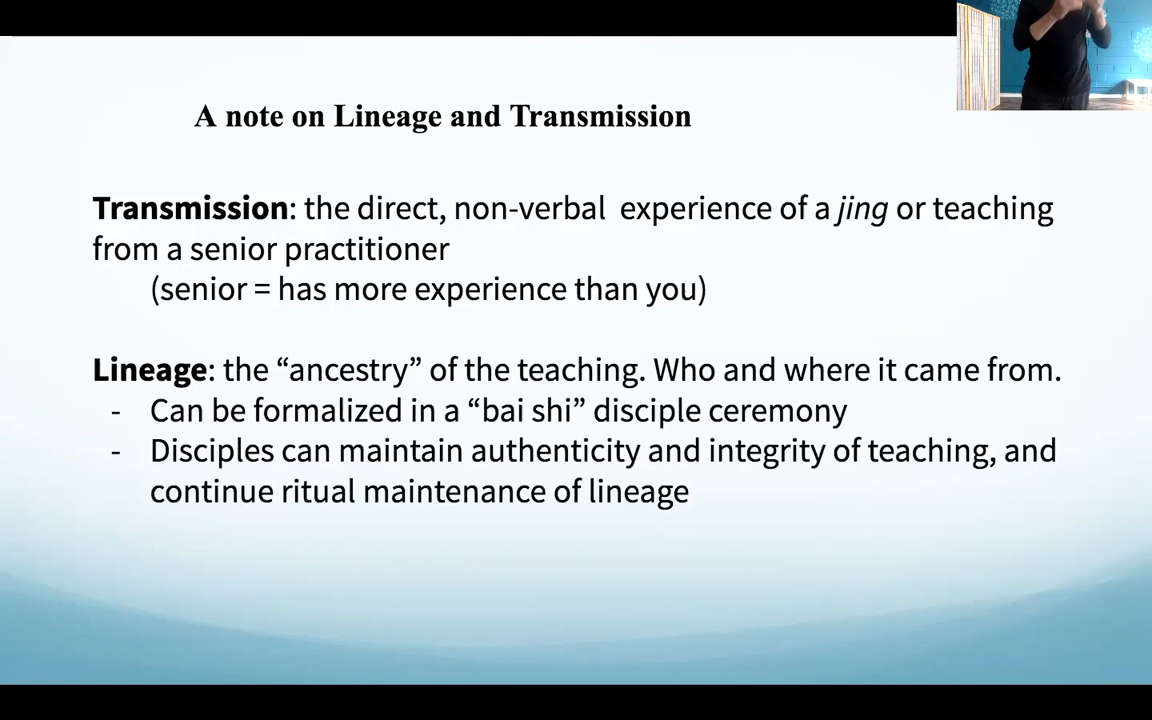 A note on Lineage and Transmission
Transmission: the direct, non-verbal  experience of a jing or teaching
from a senior practitioner
(senior = has more experience than you)
Lineage: the “ancestry” of the teaching. Who and where it came from.
- Can be formalized in a “bai shi” disciple ceremony
- Disciples can maintain authenticity and integrity of teaching, and
continue ritual maintenance of lineage